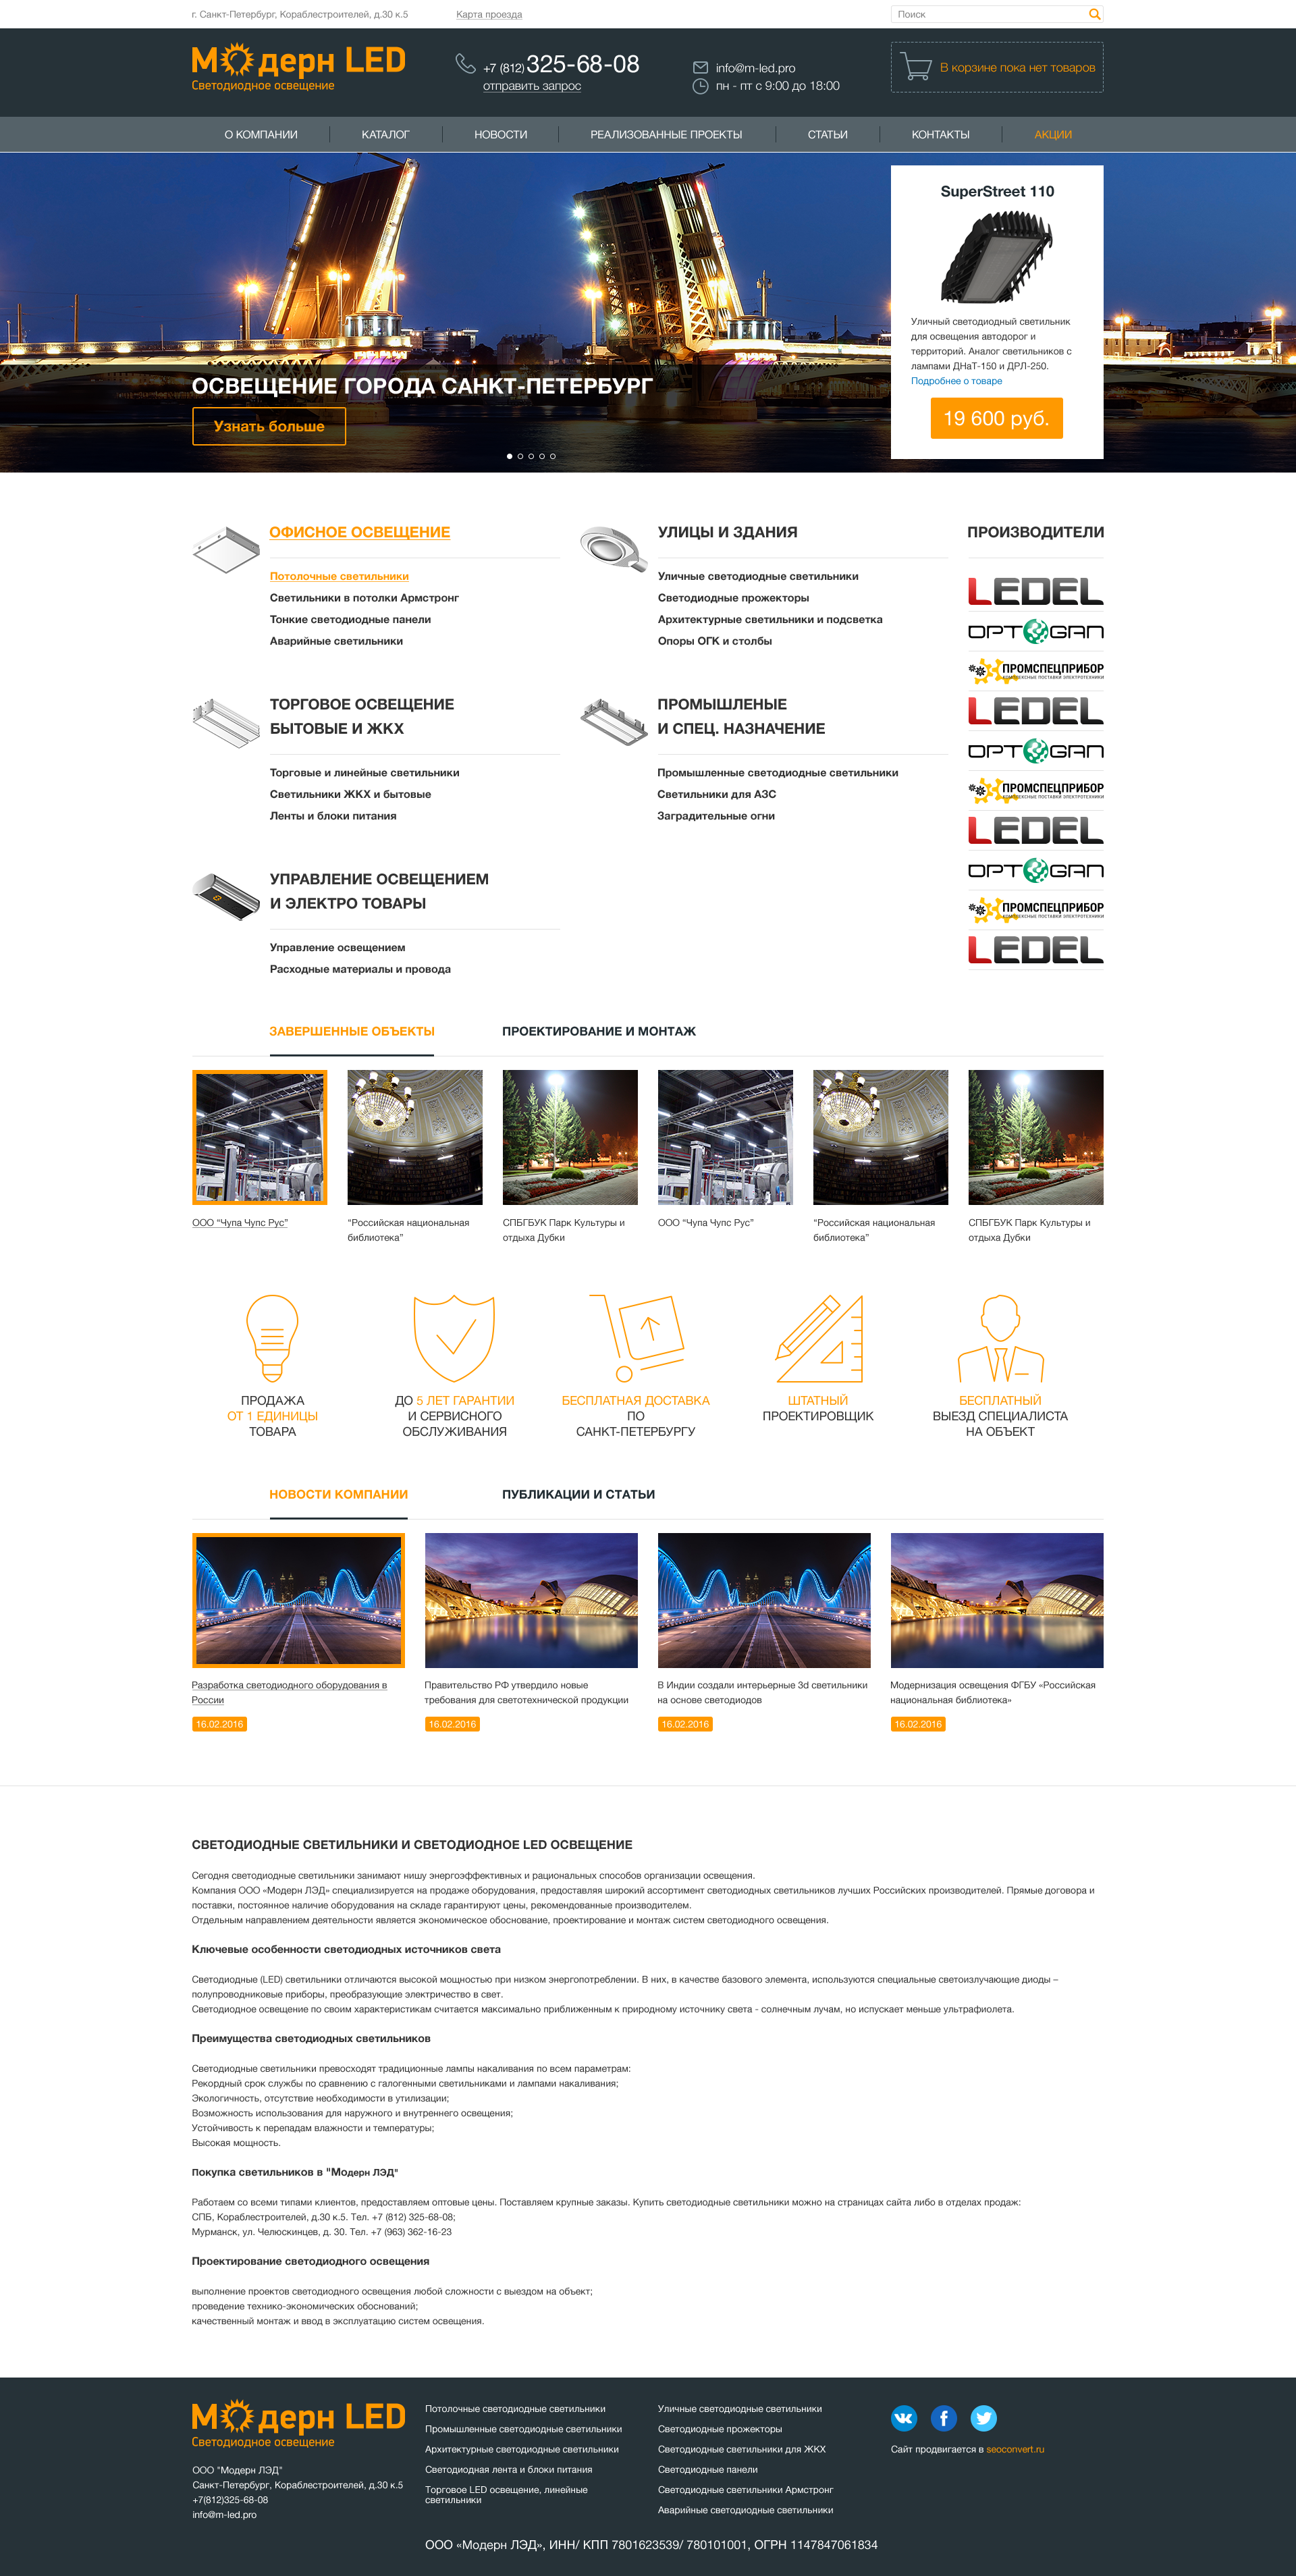 г. Санкт-Петербург, Кораблестроителей, д.30 к.5
Карта проезда
Поиск
Модерн LED
Светодиодное освещение
+7 (812) 325-68-08
отправить запрос
info@m-led.pro
пн - пт с 9:00 до 18:00
В корзине пока нет товаров
О КОМПАНИИ
КАТАЛОГ
НОВОСТИ
РЕАЛИЗОВАННЫЕ ПРОЕКТЫ
СТАТЬИ
КОНТАКТЫ
АКЦИИ
ОСВЕЩЕНИЕ ГОРОДА САНКТ-ПЕТЕРБУРГ
Узнать больше
SuperStreet 110
Уличный светодиодный светильник
для освещения автодорог и
территорий. Аналог светильников с
лампами ДНаТ-150 и ДРЛ-250.
Подробнее о товаре
19 600 руб.
ОФИСНОЕ ОСВЕЩЕНИЕ
Потолочные светильники
Светильники в потолки Армстронг
Тонкие светодиодные панели
Аварийные светильники
УЛИЦЫ И ЗДАНИЯ
Уличные светодиодные светильники
Светодиодные прожекторы
Архитектурные светильники и подсветка
Опоры ОГК и столбы
ТОРГОВОЕ ОСВЕЩЕНИЕ
БЫТОВЫЕ И ЖКХ
Торговые и линейные светильники
Светильники ЖКХ и бытовые
Ленты и блоки питания
ПРОМЫШЛЕНЫЕ
И СПЕЦ. НАЗНАЧЕНИЕ
Промышленные светодиодные светильники
Светильники для АЗС
Заградительные огни
УПРАВЛЕНИЕ ОСВЕЩЕНИЕМ
И ЭЛЕКТРО ТОВАРЫ
Управление освещением
Расходные материалы и провода
ПРОИЗВОДИТЕЛИ
LEDEL
OPTOGAN
ПРОМСПЕЦПРИБОР
КОМПЛЕКСНЫЕ ПОСТАВКИ ЭЛЕКТРОТЕХНИКИ
LEDEL
OPTOGAN
ПРОМСПЕЦПРИБОР
КОМПЛЕКСНЫЕ ПОСТАВКИ ЭЛЕКТРОТЕХНИКИ
LEDEL
OPTOGAN
ПРОМСПЕЦПРИБОР
КОМПЛЕКСНЫЕ ПОСТАВКИ ЭЛЕКТРОТЕХНИКИ
LEDEL
ЗАВЕРШЕННЫЕ ОБЪЕКТЫ
ПРОЕКТИРОВАНИЕ И МОНТАЖ
ООО “Чупа Чупс Рус”
“Российская национальная
библиотека”
СПБГБУК Парк Культуры и
отдыха Дубки
ООО “Чупа Чупс Рус”
“Российская национальная
библиотека”
СПБГБУК Парк Культуры и
отдыха Дубки
ПРОДАЖА
ОТ 1 ЕДИНИЦЫ
ТОВАРА
ДО 5 ЛЕТ ГАРАНТИИ
И СЕРВИСНОГО
ОБСЛУЖИВАНИЯ
БЕСПЛАТНАЯ ДОСТАВКА
ПО
САНКТ-ПЕТЕРБУРГУ
ШТАТНЫЙ
ПРОЕКТИРОВЩИК
БЕСПЛАТНЫЙ
ВЫЕЗД СПЕЦИАЛИСТА
НА ОБЪЕКТ
НОВОСТИ КОМПАНИИ
ПУБЛИКАЦИИ И СТАТЬИ
Разработка светодиодного оборудования в
России
16.02.2016
Правительство РФ утвердило новые
требования для светотехнической продукции
16.02.2016
В Индии создали интерьерные 3d светильники
на основе светодиодов
16.02.2016
Модернизация освещения ФГБУ «Российская
национальная библиотека»
16.02.2016
СВЕТОДИОДНЫЕ СВЕТИЛЬНИКИ И СВЕТОДИОДНОЕ LED ОСВЕЩЕНИЕ
Сегодня светодиодные светильники занимают нишу энергоэффективных и рациональных способов организации освещения.
Компания ООО «Модерн ЛЭД» специализируется на продаже оборудования, предоставляя широкий ассортимент светодиодных светильников лучших Российских производителей. Прямые договора и
поставки, постоянное наличие оборудования на складе гарантируют цены, рекомендованные производителем.
Отдельным направлением деятельности является экономическое обоснование, проектирование и монтаж систем светодиодного освещения.
Ключевые особенности светодиодных источников света
Светодиодные (LED) светильники отличаются высокой мощностью при низком энергопотреблении. В них, в качестве базового элемента, используются специальные светоизлучающие диоды –
полупроводниковые приборы, преобразующие электричество в свет.
Светодиодное освещение по своим характеристикам считается максимально приближенным к природному источнику света - солнечным лучам, но испускает меньше ультрафиолета.
Преимущества светодиодных светильников
Светодиодные светильники превосходят традиционные лампы накаливания по всем параметрам:
Рекордный срок службы по сравнению с галогенными светильниками и лампами накаливания;
Экологичность, отсутствие необходимости в утилизации;
Возможность использования для наружного и внутреннего освещения;
Устойчивость к перепадам влажности и температуры;
Высокая мощность.
Покупка светильников в "Модерн ЛЭД"
Работаем со всеми типами клиентов, предоставляем оптовые цены. Поставляем крупные заказы. Купить светодиодные светильники можно на страницах сайта либо в отделах продаж:
СПБ, Кораблестроителей, д.30 к.5. Тел. +7 (812) 325-68-08;
Мурманск, ул. Челюскинцев, д. 30. Тел. +7 (963) 362-16-23
Проектирование светодиодного освещения
выполнение проектов светодиодного освещения любой сложности с выездом на объект;
проведение технико-экономических обоснований;
качественный монтаж и ввод в эксплуатацию систем освещения.
Модерн LED
Светодиодное освещение
ООО "Модерн ЛЭД"
Санкт-Петербург, Кораблестроителей, д.30 к.5
+7(812)325-68-08
info@m-led.pro
Потолочные светодиодные светильники
Промышленные светодиодные светильники
Архитектурные светодиодные светильники
Светодиодная лента и блоки питания
Торговое LED освещение, линейные
светильники
Уличные светодиодные светильники
Светодиодные прожекторы
Светодиодные светильники для ЖКХ
Светодиодные панели
Светодиодные светильники Армстронг
Аварийные светодиодные светильники
Сайт продвигается в seoconvert.ru
ООО «Модерн ЛЭД», ИНН/ КПП 7801623539/ 780101001, ОГРН 1147847061834